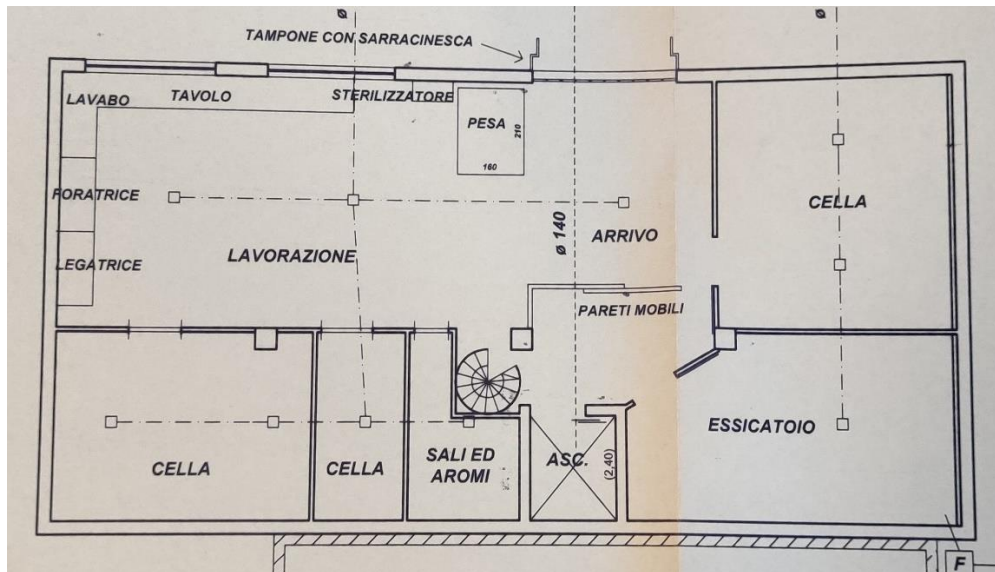 ø
ø
ø
TAMPONE CON SARRACINESCA
LAVABO
TAVOLO
STERILIZZATORE
PESA
210
160
FORATRICE
CELLA
ø 140
ARRIVO
LAVORAZIONE
LEGATRICE
PARETI MOBILI
ESSICATOIO
CELLA
CELLA
SALI ED
AROMI
ASC.
(2,40)
F